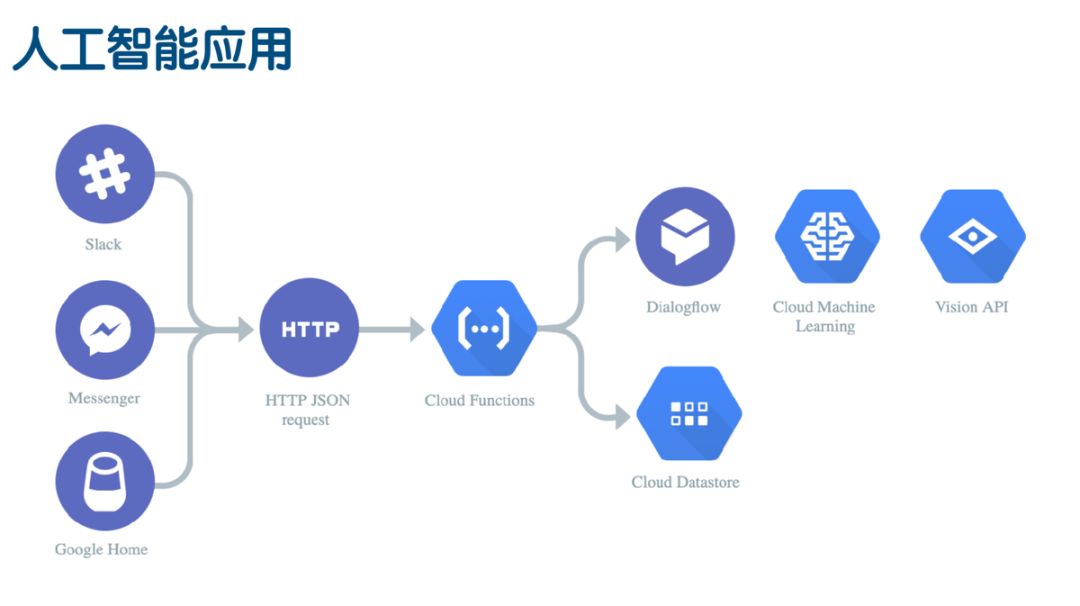 人工智能应用
Slack
Messenger
Google Home
HTTP
HTTP JSON
request
Cloud Functions
Dialogflow
Cloud Machine
Learning
Vision API
Cloud Datastore